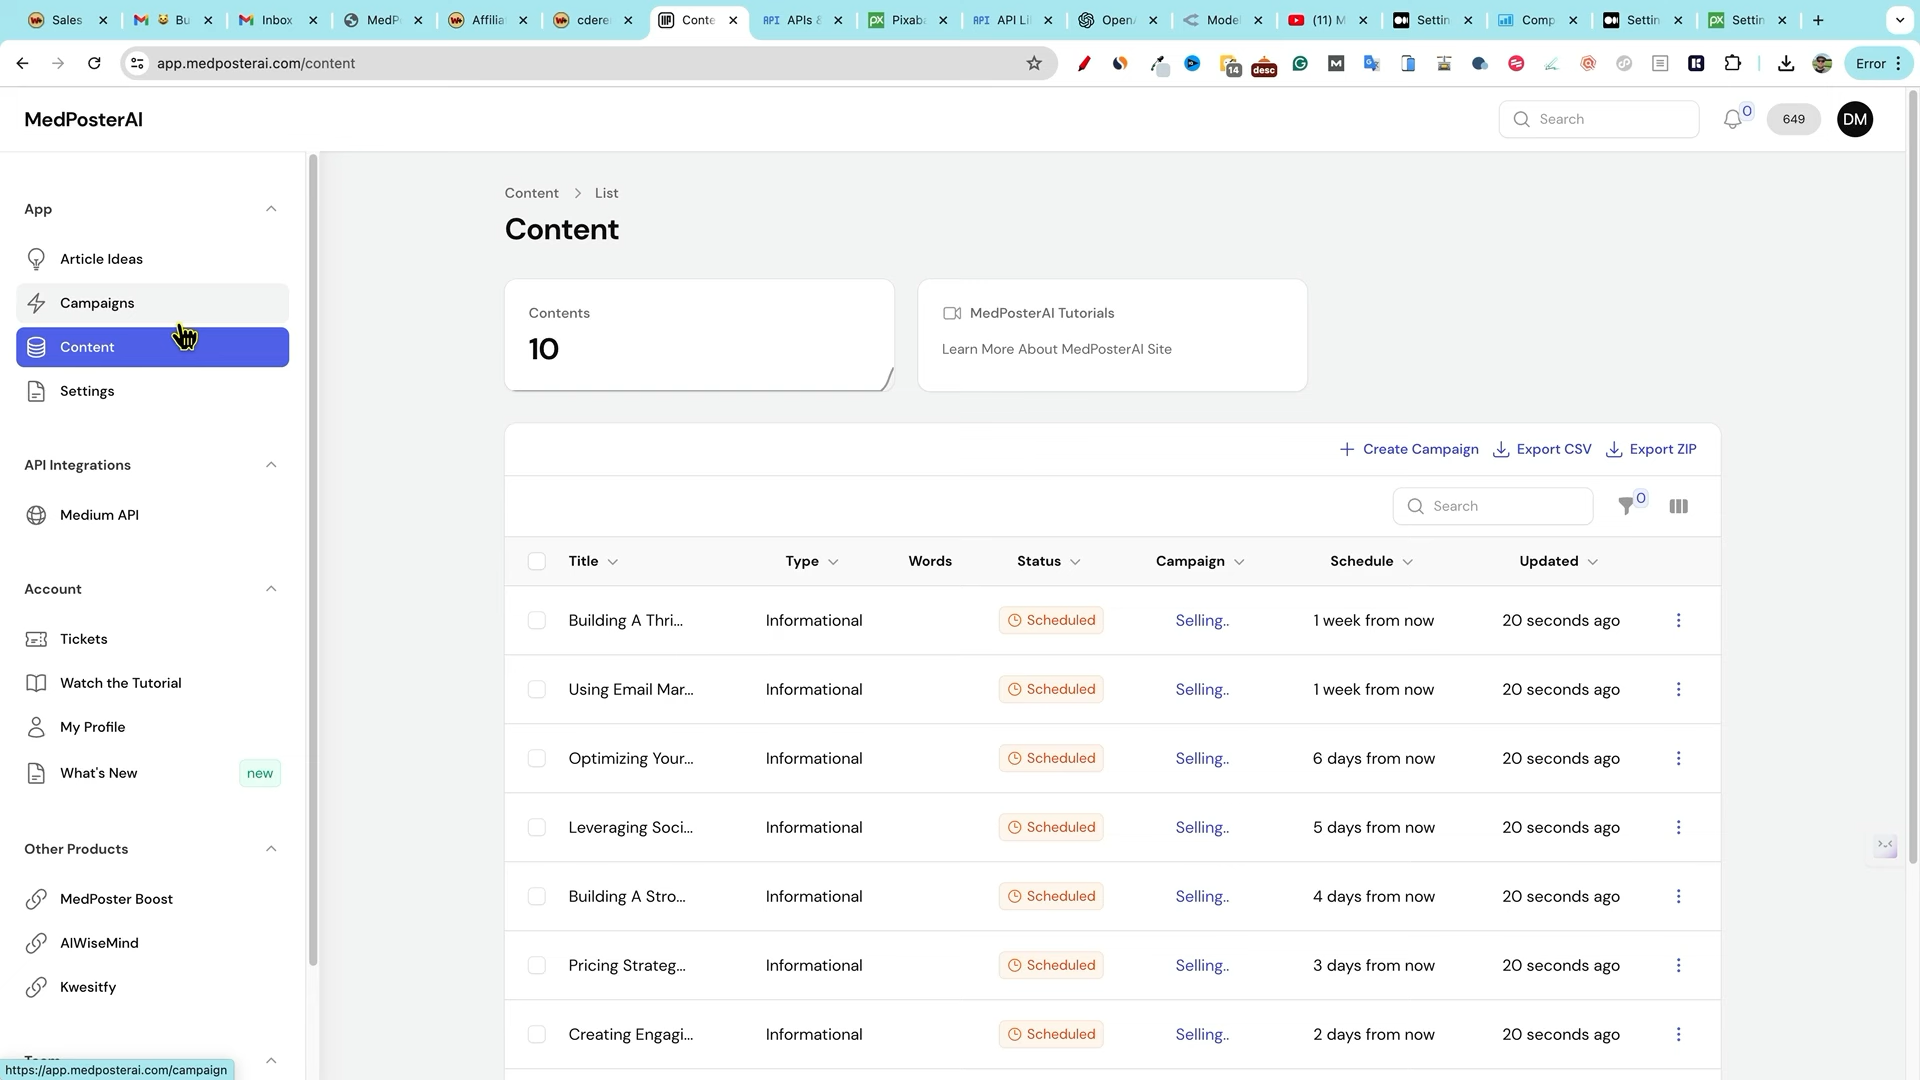 Sales
Bu
Inbox
MedP
Affilia
cdere
Conte
API APIs &
PX Pixab
API API Li
Open
Mode
(11) M
Settin
Comp
Settin
PX Settin
app.medposterai.com/content
14
desc
Error
MedPosterAI
Search
0
649
DM
App
Article Ideas
Campaigns
Content
Settings
API Integrations
Medium API
Account
Tickets
Watch the Tutorial
My Profile
What's New
new
Other Products
MedPoster Boost
AIWiseMind
Kwesitfy
https://app.medposterai.com/campaign
Content > List
Content
Contents
10
MedPosterAI Tutorials
Learn More About MedPosterAI Site
Create Campaign Export CSV Export ZIP
Search
0
Title Type Words Status Campaign Schedule Updated
Building A Thri... Informational Scheduled Selling.. 1 week from now 20 seconds ago
Using Email Mar... Informational Scheduled Selling.. 1 week from now 20 seconds ago
Optimizing Your... Informational Scheduled Selling.. 6 days from now 20 seconds ago
Leveraging Soci... Informational Scheduled Selling.. 5 days from now 20 seconds ago
Building A Stro... Informational Scheduled Selling.. 4 days from now 20 seconds ago
Pricing Strateg... Informational Scheduled Selling.. 3 days from now 20 seconds ago
Creating Engagi... Informational Scheduled Selling.. 2 days from now 20 seconds ago